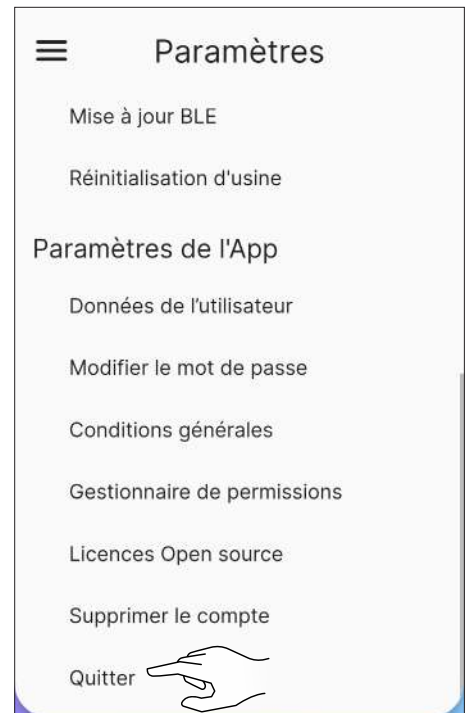 Paramètres
Mise à jour BLE
Réinitialisation d'usine
Paramètres de l'App
Données de l’utilisateur
Modifier le mot de passe
Conditions générales
Gestionnaire de permissions
Licences Open source
Supprimer le compte
Quitter